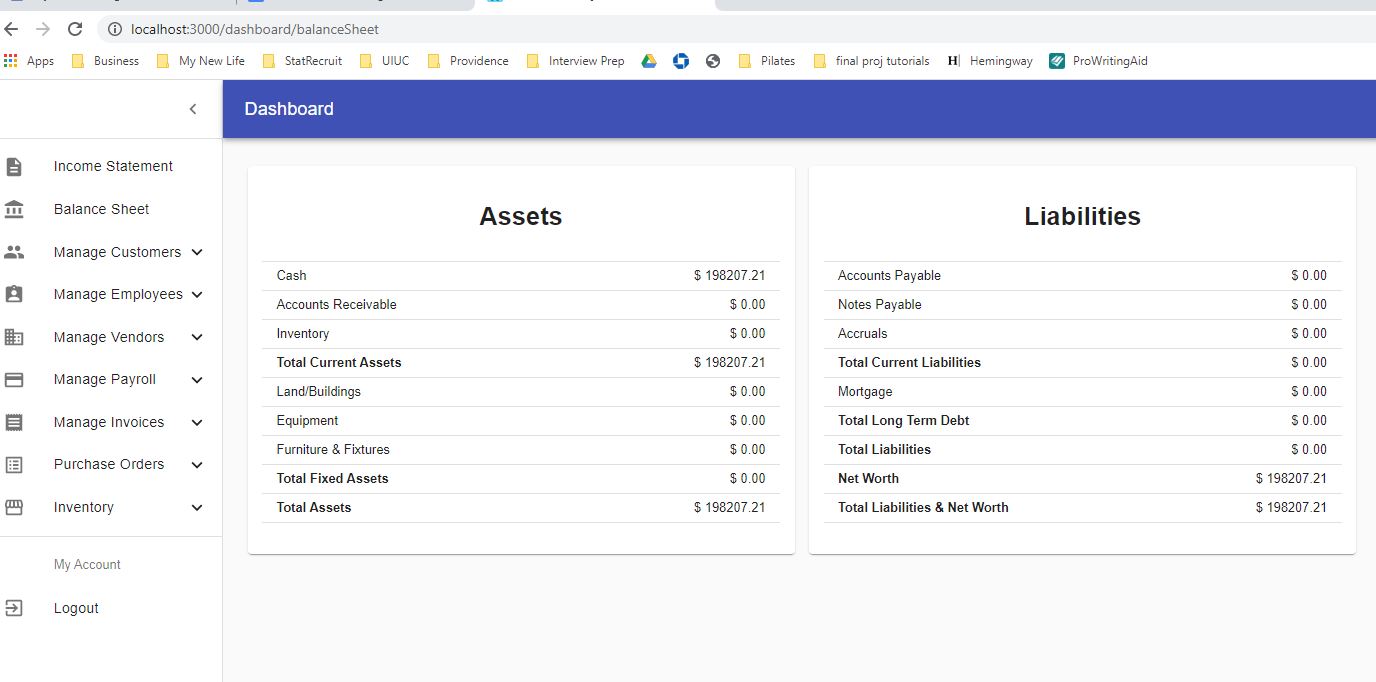 localhost:3000/dashboard/balanceSheet
Apps Business My New Life StatRecruit UIUC Providence Interview Prep Pilates final proj tutorials H Hemingway ProWritingAid
Dashboard
Income Statement
Balance Sheet
Manage Customers
Manage Employees
Manage Vendors
Manage Payroll
Manage Invoices
Purchase Orders
Inventory
My Account
Logout
Assets
Cash $ 198207.21
Accounts Receivable $ 0.00
Inventory $ 0.00
Total Current Assets $ 198207.21
Land/Buildings $ 0.00
Equipment $ 0.00
Furniture & Fixtures $ 0.00
Total Fixed Assets $ 0.00
Total Assets $ 198207.21
Liabilities
Accounts Payable $ 0.00
Notes Payable $ 0.00
Accruals $ 0.00
Total Current Liabilities $ 0.00
Mortgage $ 0.00
Total Long Term Debt $ 0.00
Total Liabilities $ 0.00
Net Worth $ 198207.21
Total Liabilities & Net Worth $ 198207.21